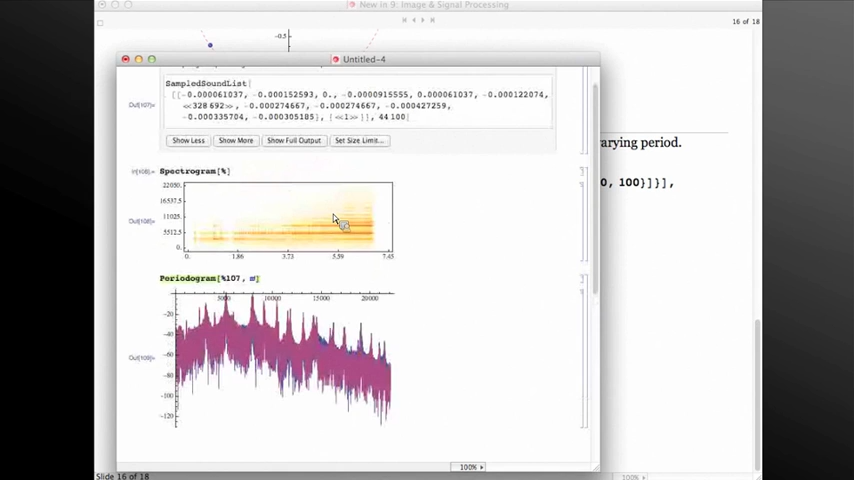 New in 9: Image & Signal Processing
16 of 18
-0.5
Untitled-4
SampledSoundList[
Out[107]=
{{-0.000061037, -0.000152593, 0., -0.0000915555, 0.000061037, -0.000122074,
<<328 692>>, -0.000274667, -0.000274667, -0.000427259,
-0.000335704, -0.000305185}, {<<1>>}}, 44 100]
Show Less
Show More
Show Full Output
Set Size Limit...
arying period.
0, 100}]}],
In[108]:=
Spectrogram[%]
22050.
16537.5
11025.
5512.5
0.
Out[108]=
0.
1.86
3.73
5.59
7.45
Periodogram[%107,
5000
10000
15000
20000
-20
-40
-60
-80
-100
-120
Out[109]=
100%
Slide 16 of 18
100%